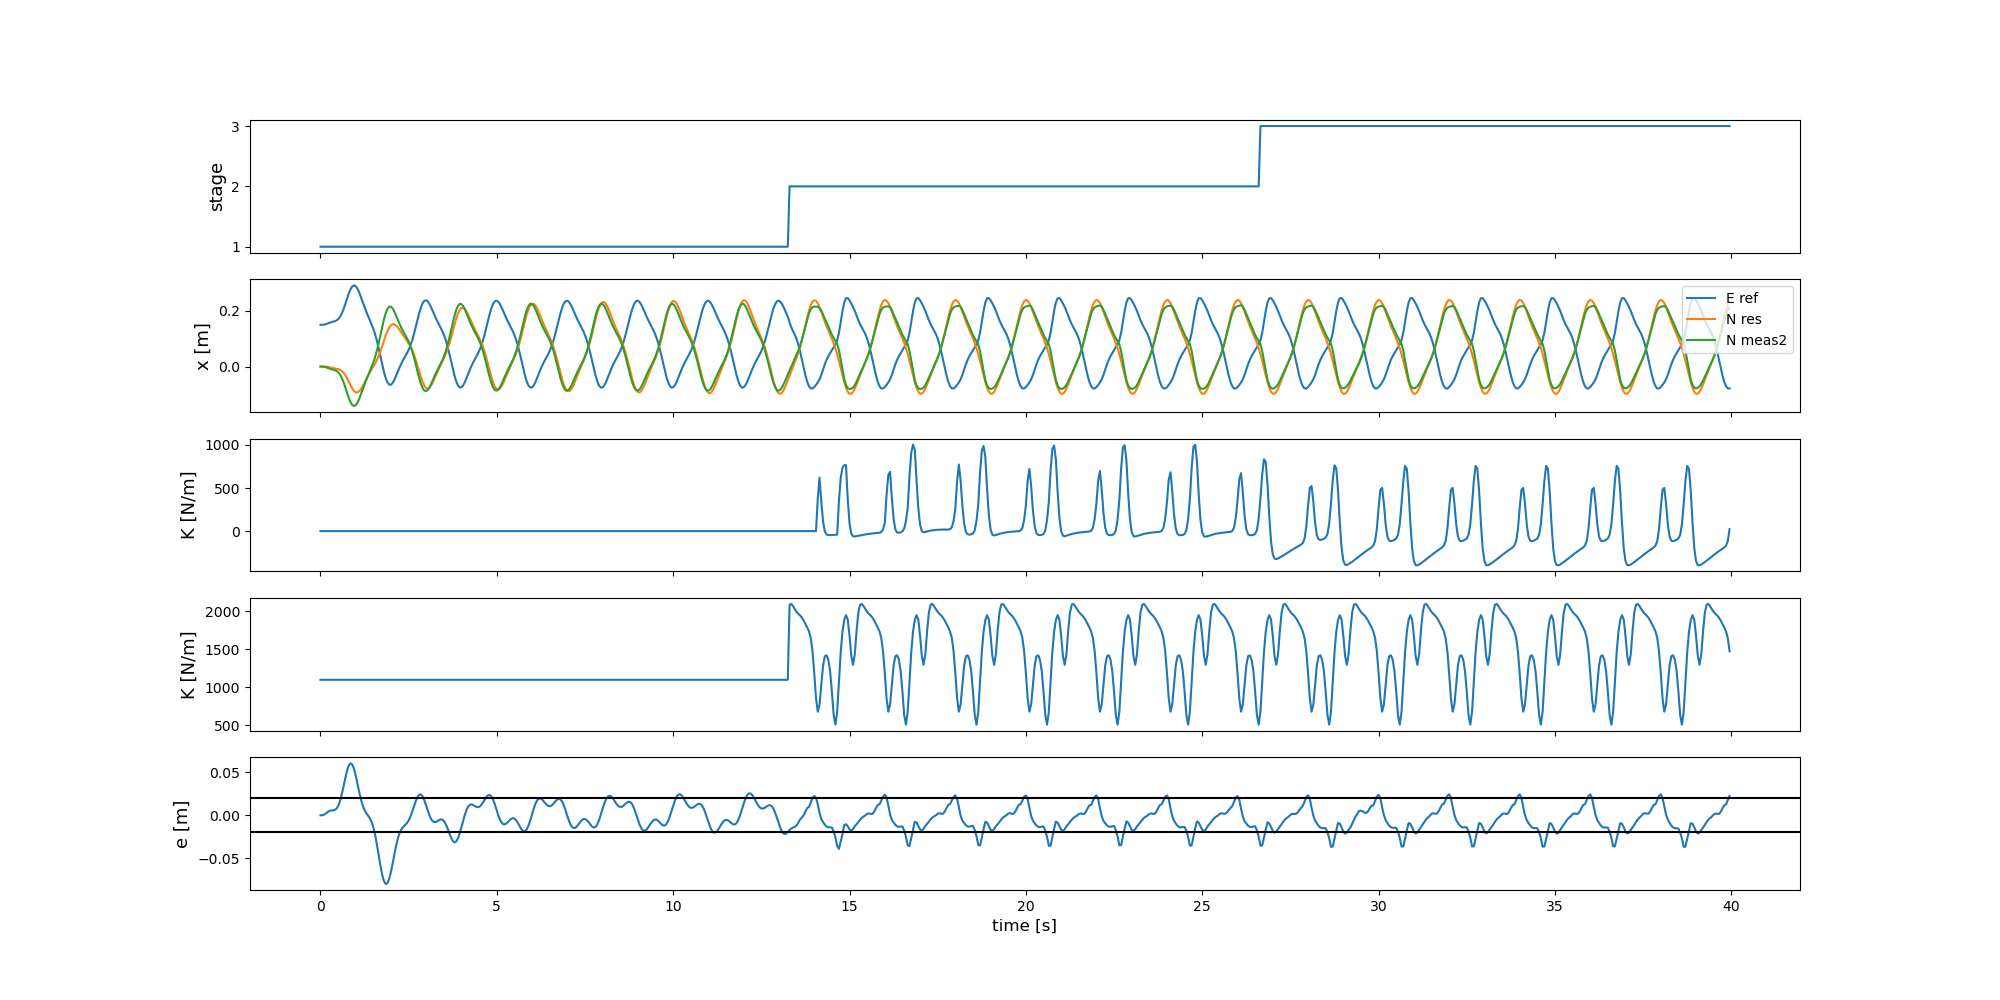 stage
3
2
1
x [m]
0.2
0.0
E ref
N res
N meas2
K [N/m]
1000
500
0
K [N/m]
2000
1500
1000
500
e [m]
0.05
0.00
−0.05
0 5 10 15 20 25 30 35 40
time [s]